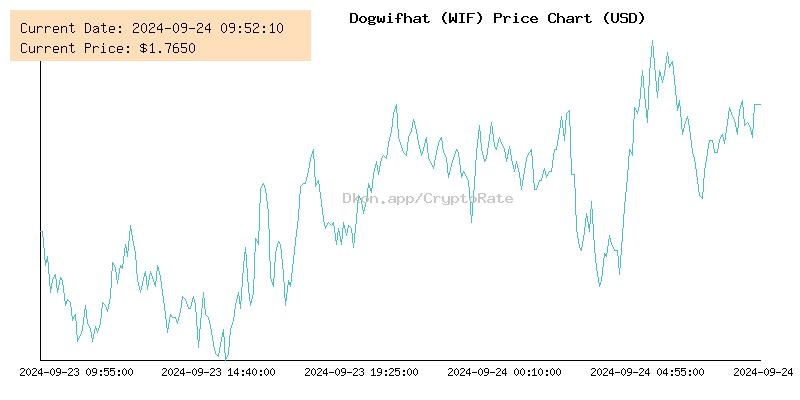 Dogwifhat (WIF) Price Chart (USD)
Current Date: 2024-09-24 09:52:10
Current Price: $1.7650
Dkon.app/CryptoRate
2024-09-23 09:55:00 2024-09-23 14:40:00 2024-09-23 19:25:00 2024-09-24 00:10:00 2024-09-24 04:55:00 2024-09-24